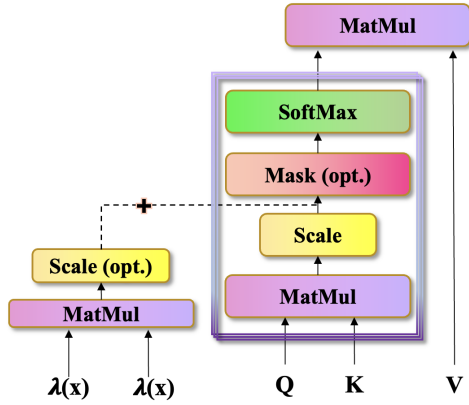 MatMul
SoftMax
Mask (opt.)
+
Scale
Scale (opt.)
MatMul
MatMul
λ(x) λ(x) Q K V